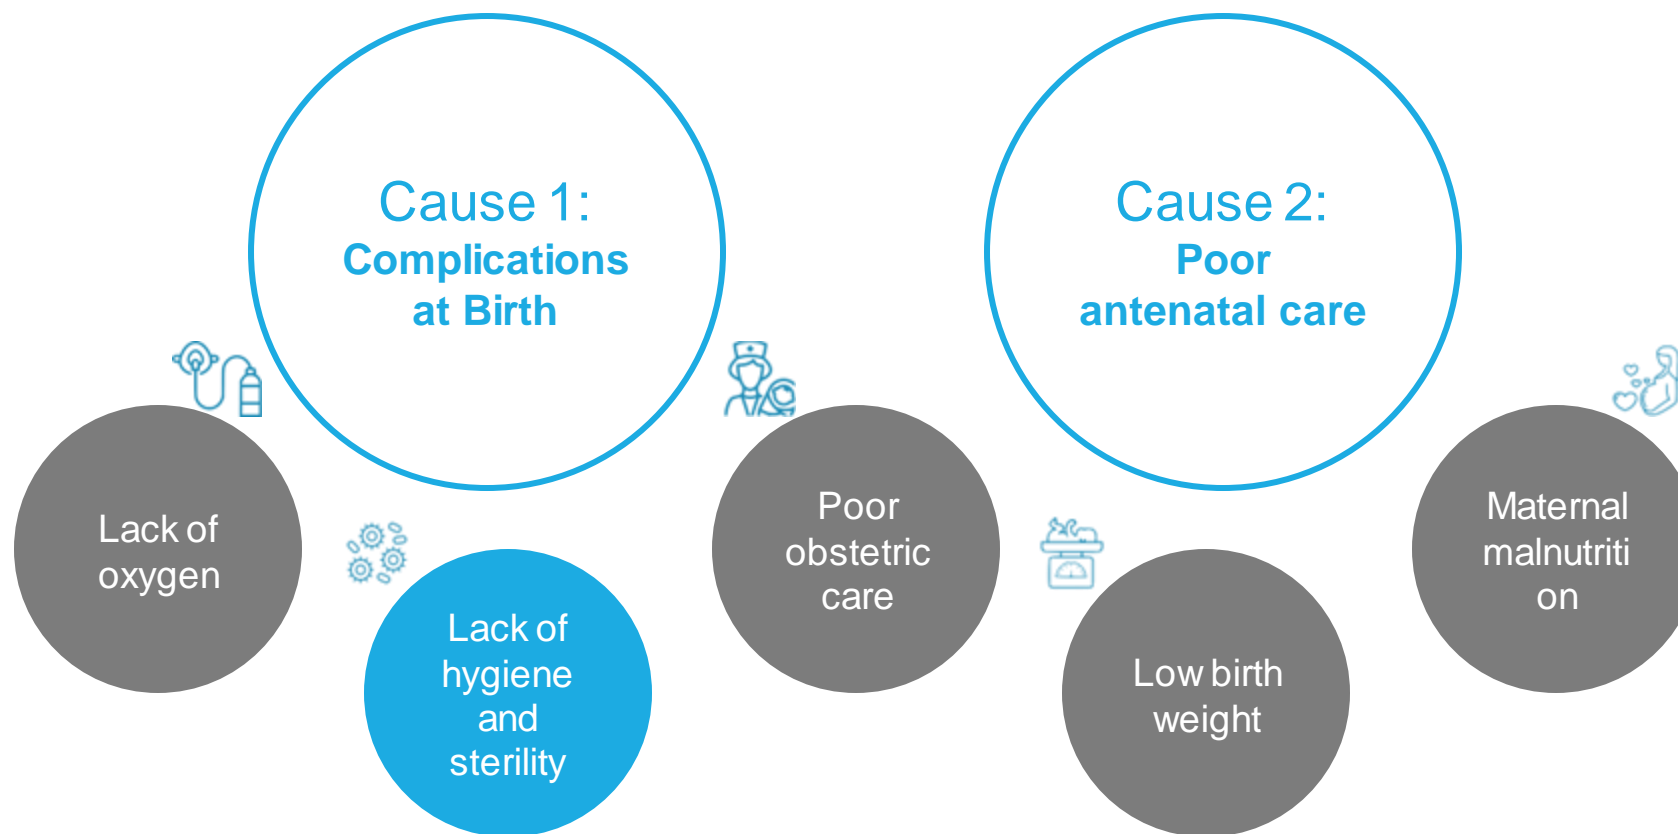 Cause 1:
Complications
at Birth
Cause 2:
Poor
antenatal care
Lack of
oxygen
Lack of
hygiene
and
sterility
Poor
obstetric
care
Low birth
weight
Maternal
malnutriti
on